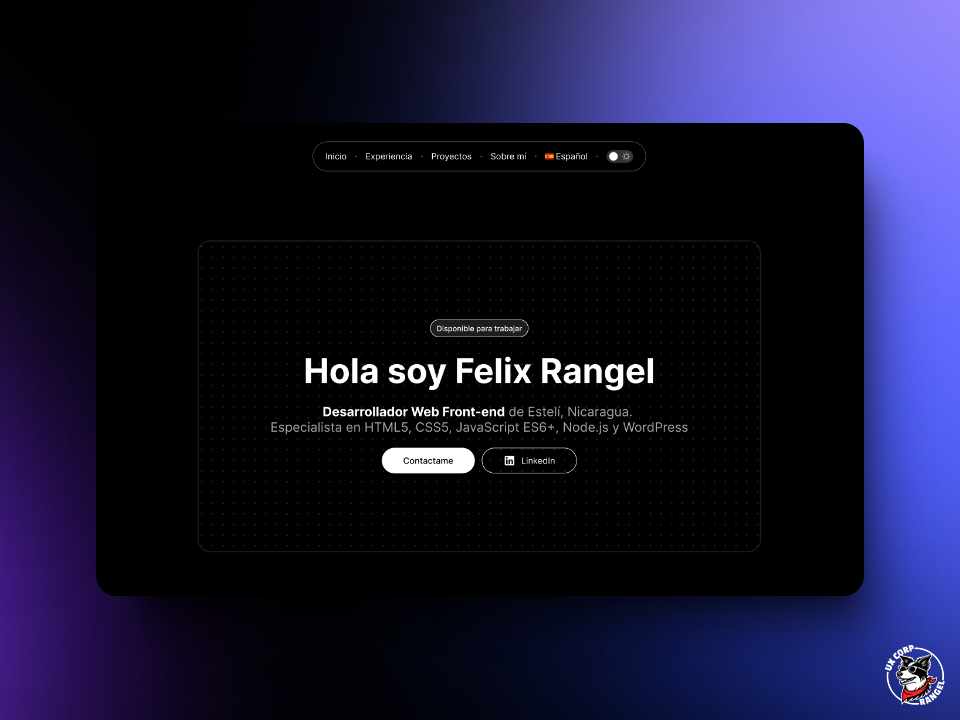 Inicio · Experiencia · Proyectos · Sobre mí · Español ·
Disponible para trabajar
Hola soy Felix Rangel
Desarrollador Web Front-end de Estelí, Nicaragua.
Especialista en HTML5, CSS5, JavaScript ES6+, Node.js y WordPress
Contactame
in LinkedIn
UX CORP
RANGEL